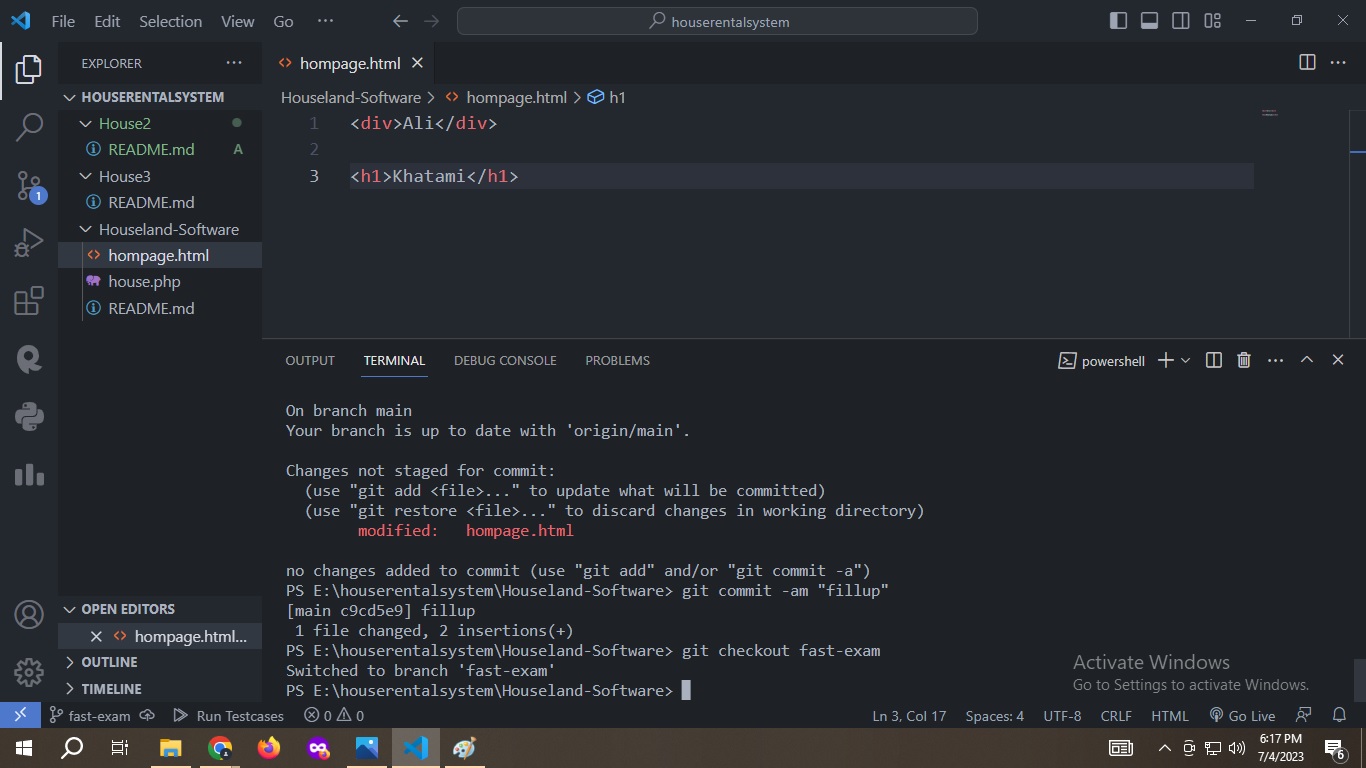 File Edit Selection View Go ··· houserentalsystem
EXPLORER ···
hompage.html
HOUSERENTALSYSTEM
House2
README.md A
House3
README.md
Houseland-Software
hompage.html
house.php
README.md
1
Houseland-Software > hompage.html > h1
1 <div>Ali</div>
2
3 <h1>Khatami</h1>
OUTPUT TERMINAL DEBUG CONSOLE PROBLEMS powershell
On branch main
Your branch is up to date with 'origin/main'.
Changes not staged for commit:
(use "git add <file>..." to update what will be committed)
(use "git restore <file>..." to discard changes in working directory)
modified: hompage.html
no changes added to commit (use "git add" and/or "git commit -a")
PS E:\houserentalsystem\Houseland-Software> git commit -am "fillup"
[main c9cd5e9] fillup
1 file changed, 2 insertions(+)
PS E:\houserentalsystem\Houseland-Software> git checkout fast-exam
Switched to branch 'fast-exam'
PS E:\houserentalsystem\Houseland-Software>
OPEN EDITORS
hompage.html...
OUTLINE
TIMELINE
Activate Windows
Go to Settings to activate Windows.
fast-exam Run Testcases 0 0 Ln 3, Col 17 Spaces: 4 UTF-8 CRLF HTML Go Live
6:17 PM
7/4/2023
6